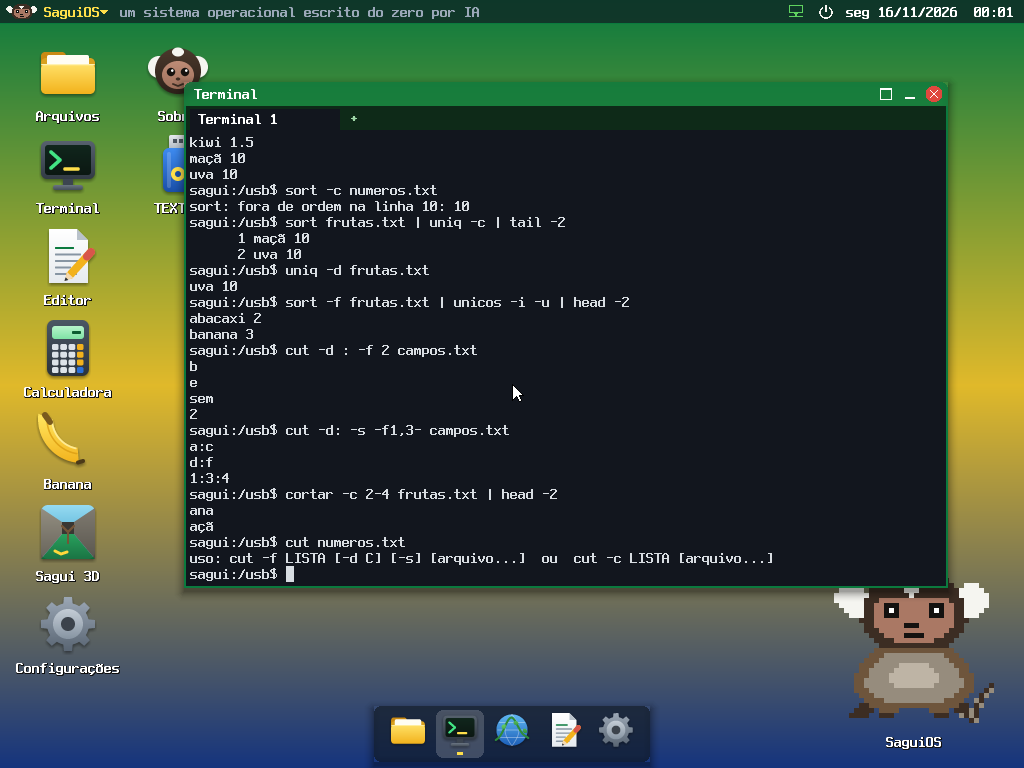 SaguiOS▾ um sistema operacional escrito do zero por IA
seg 16/11/2026 00:01
Arquivos
Terminal
Editor
Calculadora
Banana
Sagui 3D
Configurações
Terminal
Terminal 1 +
kiwi 1.5
maçã 10
uva 10
sagui:/usb$ sort -c numeros.txt
sort: fora de ordem na linha 10: 10
sagui:/usb$ sort frutas.txt | uniq -c | tail -2
1 maçã 10
2 uva 10
sagui:/usb$ uniq -d frutas.txt
uva 10
sagui:/usb$ sort -f frutas.txt | unicos -i -u | head -2
abacaxi 2
banana 3
sagui:/usb$ cut -d : -f 2 campos.txt
b
e
sem
2
sagui:/usb$ cut -d: -s -f1,3- campos.txt
a:c
d:f
1:3:4
sagui:/usb$ cortar -c 2-4 frutas.txt | head -2
ana
açã
sagui:/usb$ cut numeros.txt
uso: cut -f LISTA [-d C] [-s] [arquivo...]  ou  cut -c LISTA [arquivo...]
sagui:/usb$
SaguiOS